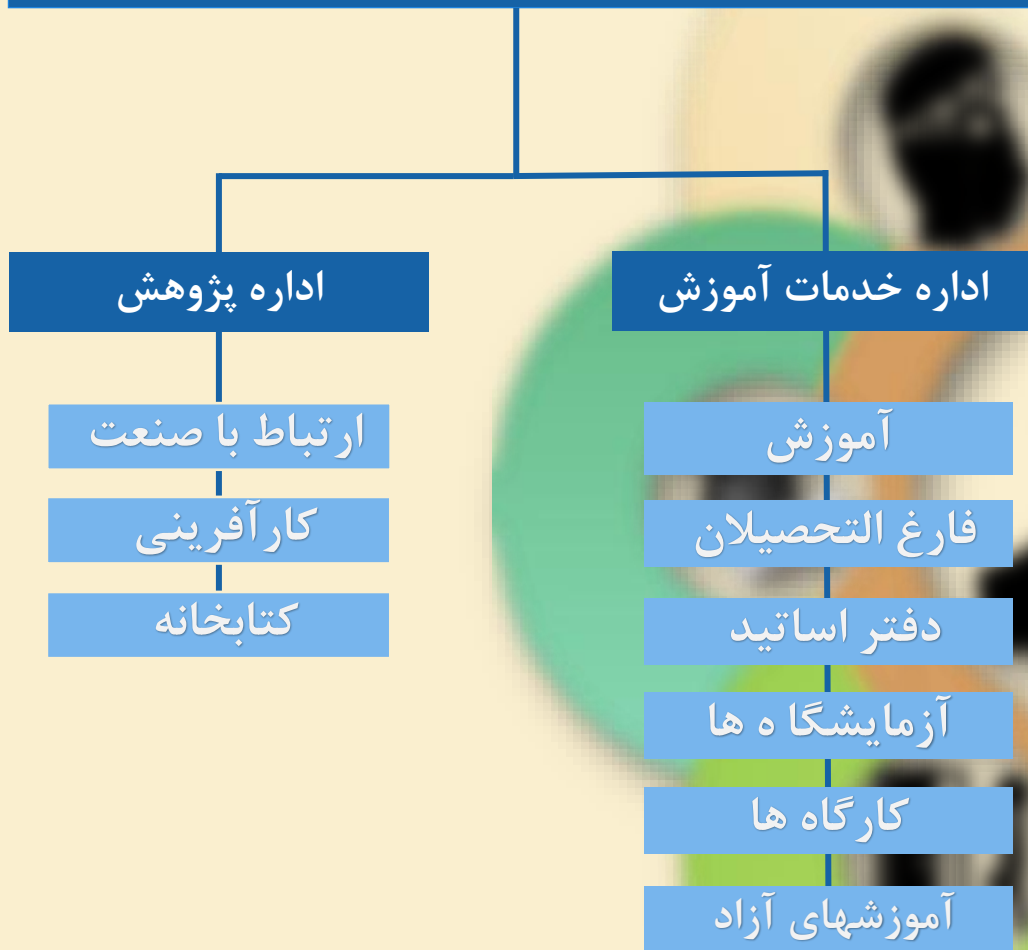 اداره خدمات آموزش
آموزش
فارغ التحصیلان
دفتر اساتید
آزمایشگا ه ها
کارگاه ها
آموزشهای آزاد
اداره پژوهش
ارتباط با صنعت
کارآفرینی
کتابخانه